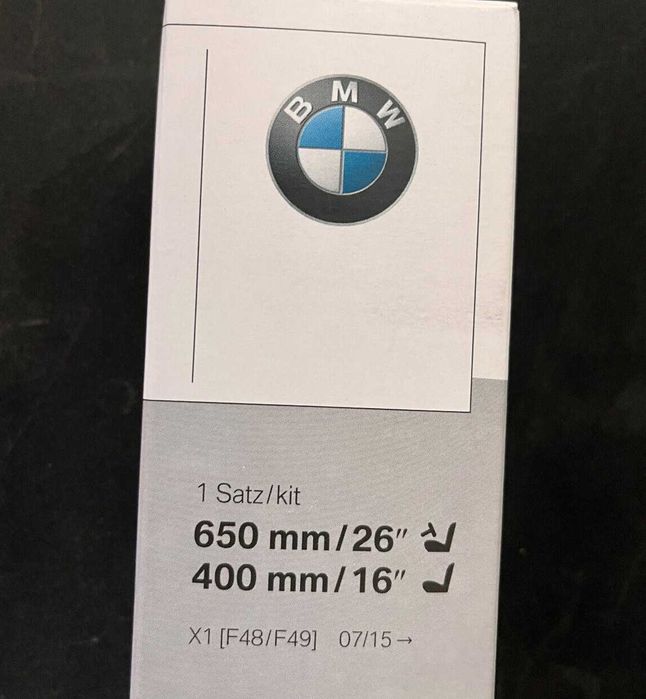 BMW
1 Satz/kit
650 mm/26″
400 mm/16″
X1 [F48/F49] 07/15→